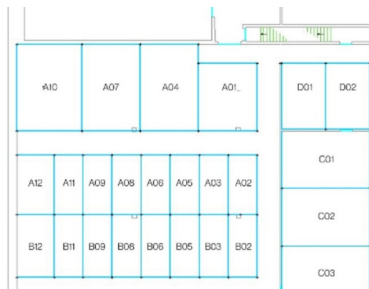 A10 A07 A04 A01 D01 D02
C01
A12 A11 A09 A08 A06 A05 A03 A02
C02
B12 B11 B09 B08 B06 B05 B03 B02
C03